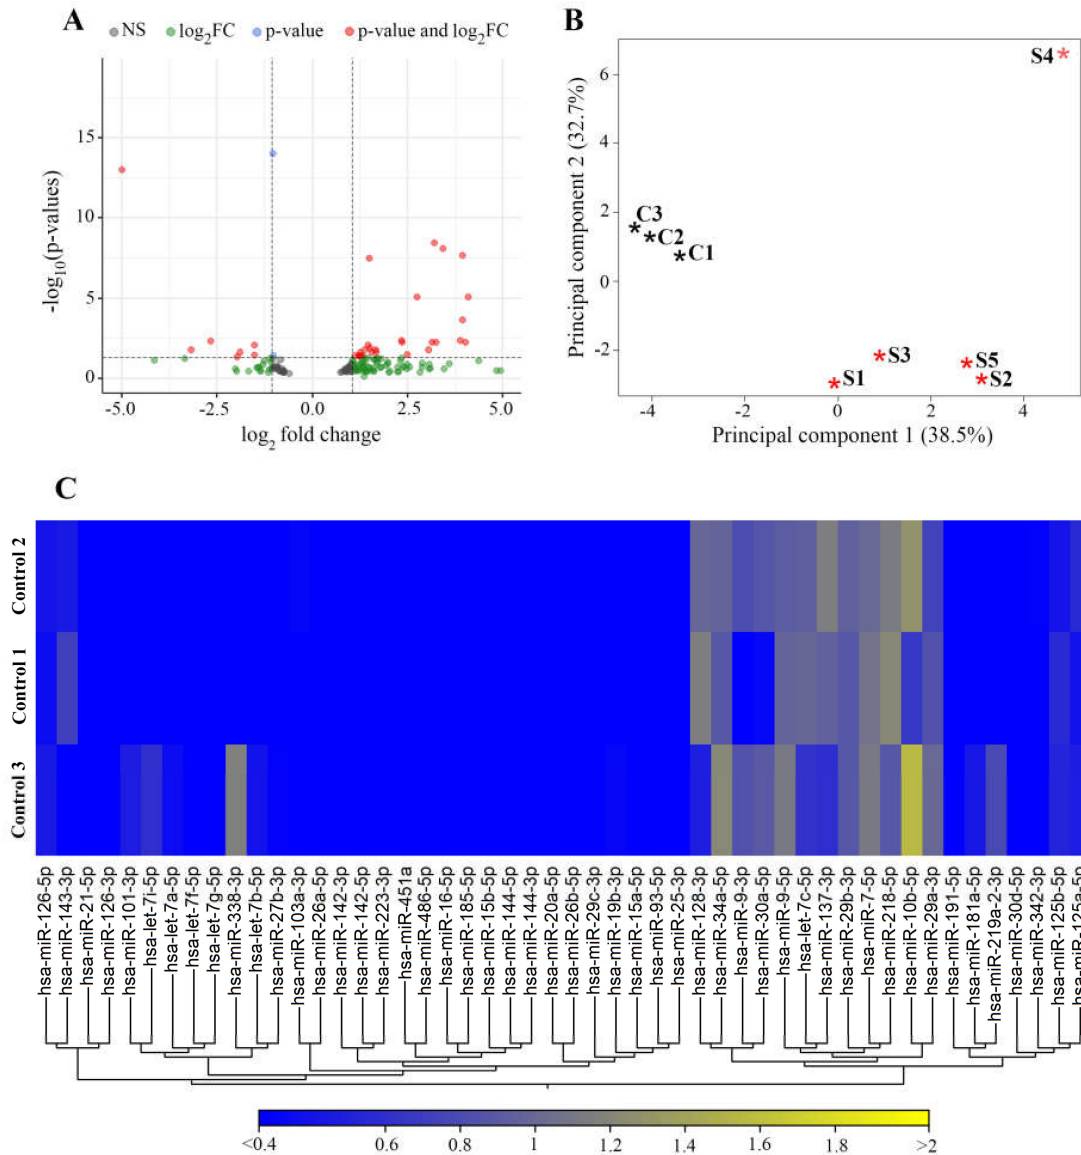 A
NS
log2FC
p-value
p-value and log2FC
-log10(p-values)
15
10
5
0
-5.0
-2.5
0.0
2.5
5.0
log2 fold change
B
Principal component 2 (32.7%)
6
4
2
0
-2
S4
C3
C2
C1
S3
S5
S1
S2
-4
-2
0
2
4
Principal component 1 (38.5%)
C
Control 2
Control 1
Control 3
hsa-miR-126-5p
hsa-miR-143-3p
hsa-miR-21-5p
hsa-miR-126-3p
hsa-miR-101-3p
hsa-let-7i-5p
hsa-let-7a-5p
hsa-let-7f-5p
hsa-let-7g-5p
hsa-miR-338-3p
hsa-let-7b-5p
hsa-miR-27b-3p
hsa-miR-103a-3p
hsa-miR-26a-5p
hsa-miR-142-3p
hsa-miR-142-5p
hsa-miR-223-3p
hsa-miR-451a
hsa-miR-486-5p
hsa-miR-16-5p
hsa-miR-185-5p
hsa-miR-15b-5p
hsa-miR-144-5p
hsa-miR-144-3p
hsa-miR-20a-5p
hsa-miR-26b-5p
hsa-miR-29c-3p
hsa-miR-19b-3p
hsa-miR-15a-5p
hsa-miR-93-5p
hsa-miR-25-3p
hsa-miR-128-3p
hsa-miR-34a-5p
hsa-miR-9-3p
hsa-miR-30a-5p
hsa-miR-9-5p
hsa-let-7c-5p
hsa-miR-137-3p
hsa-miR-29b-3p
hsa-miR-7-5p
hsa-miR-218-5p
hsa-miR-10b-5p
hsa-miR-29a-3p
hsa-miR-191-5p
hsa-miR-181a-5p
hsa-miR-219a-2-3p
hsa-miR-30d-5p
hsa-miR-342-3p
hsa-miR-125b-5p
hsa-miR-125a-5p
<0.4
0.6
0.8
1
1.2
1.4
1.6
1.8
>2